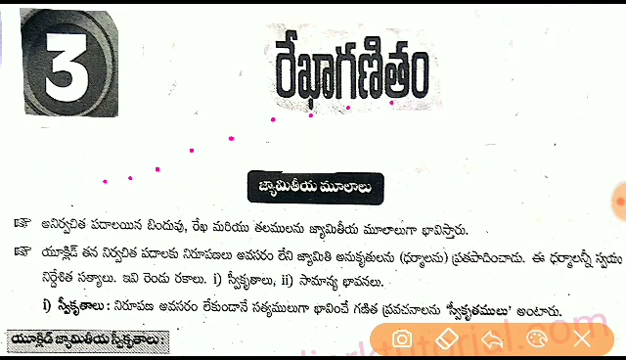 3
రేఖాగణితం
జ్యామితీయ మూలాలు
అనిర్వచిత పదాలయిన బిందువు, రేఖ మరియు తలములను జ్యామితీయ మూలాలుగా భావిస్తారు.
యూక్లిడ్ తన నిర్వచిత పదాలకు నిరూపణలు అవసరం లేని జ్యామితి అనుకృతులను (ధర్మాలను) ప్రతిపాదించాడు. ఈ ధర్మాలన్నీ స్వయం
నిర్దేశిత సత్యాలు. ఇవి రెండు రకాలు. i) స్వీకృతాలు, ii) సామాన్య భావనలు.
i) స్వీకృతాలు : నిరూపణ అవసరం లేకుండానే సత్యములుగా భావించే గణిత ప్రవచనాలను 'స్వీకృతములు' అంటారు.
యూక్లిడ్ జ్యామితీయ స్వీకృతాలు :